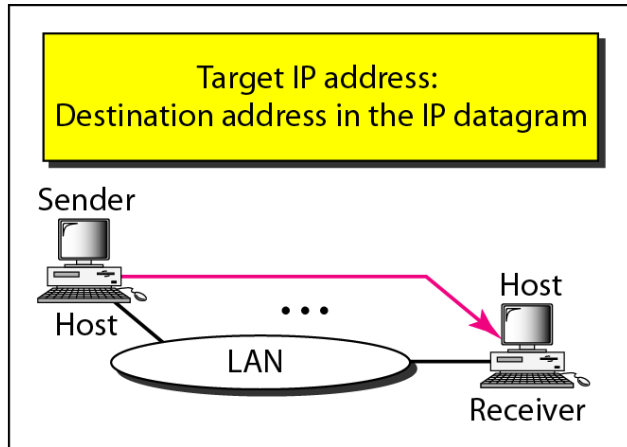 Target IP address:
Destination address in the IP datagram
Sender
Host
Host
LAN
Receiver